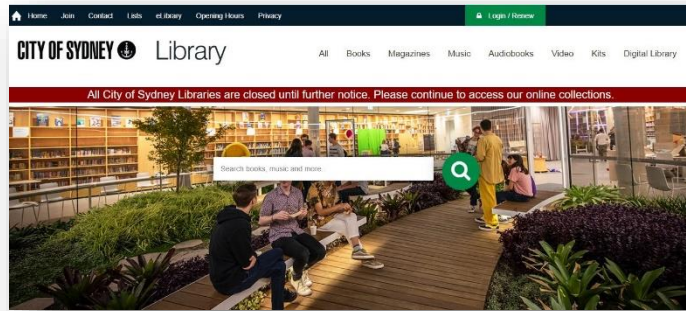 Home Join Contact Lists eLibrary Opening Hours Privacy Login / Renew
CITY OF SYDNEY Library
All Books Magazines Music Audiobooks Video Kits Digital Library
All City of Sydney Libraries are closed until further notice. Please continue to access our online collections.
Search books, music and more.